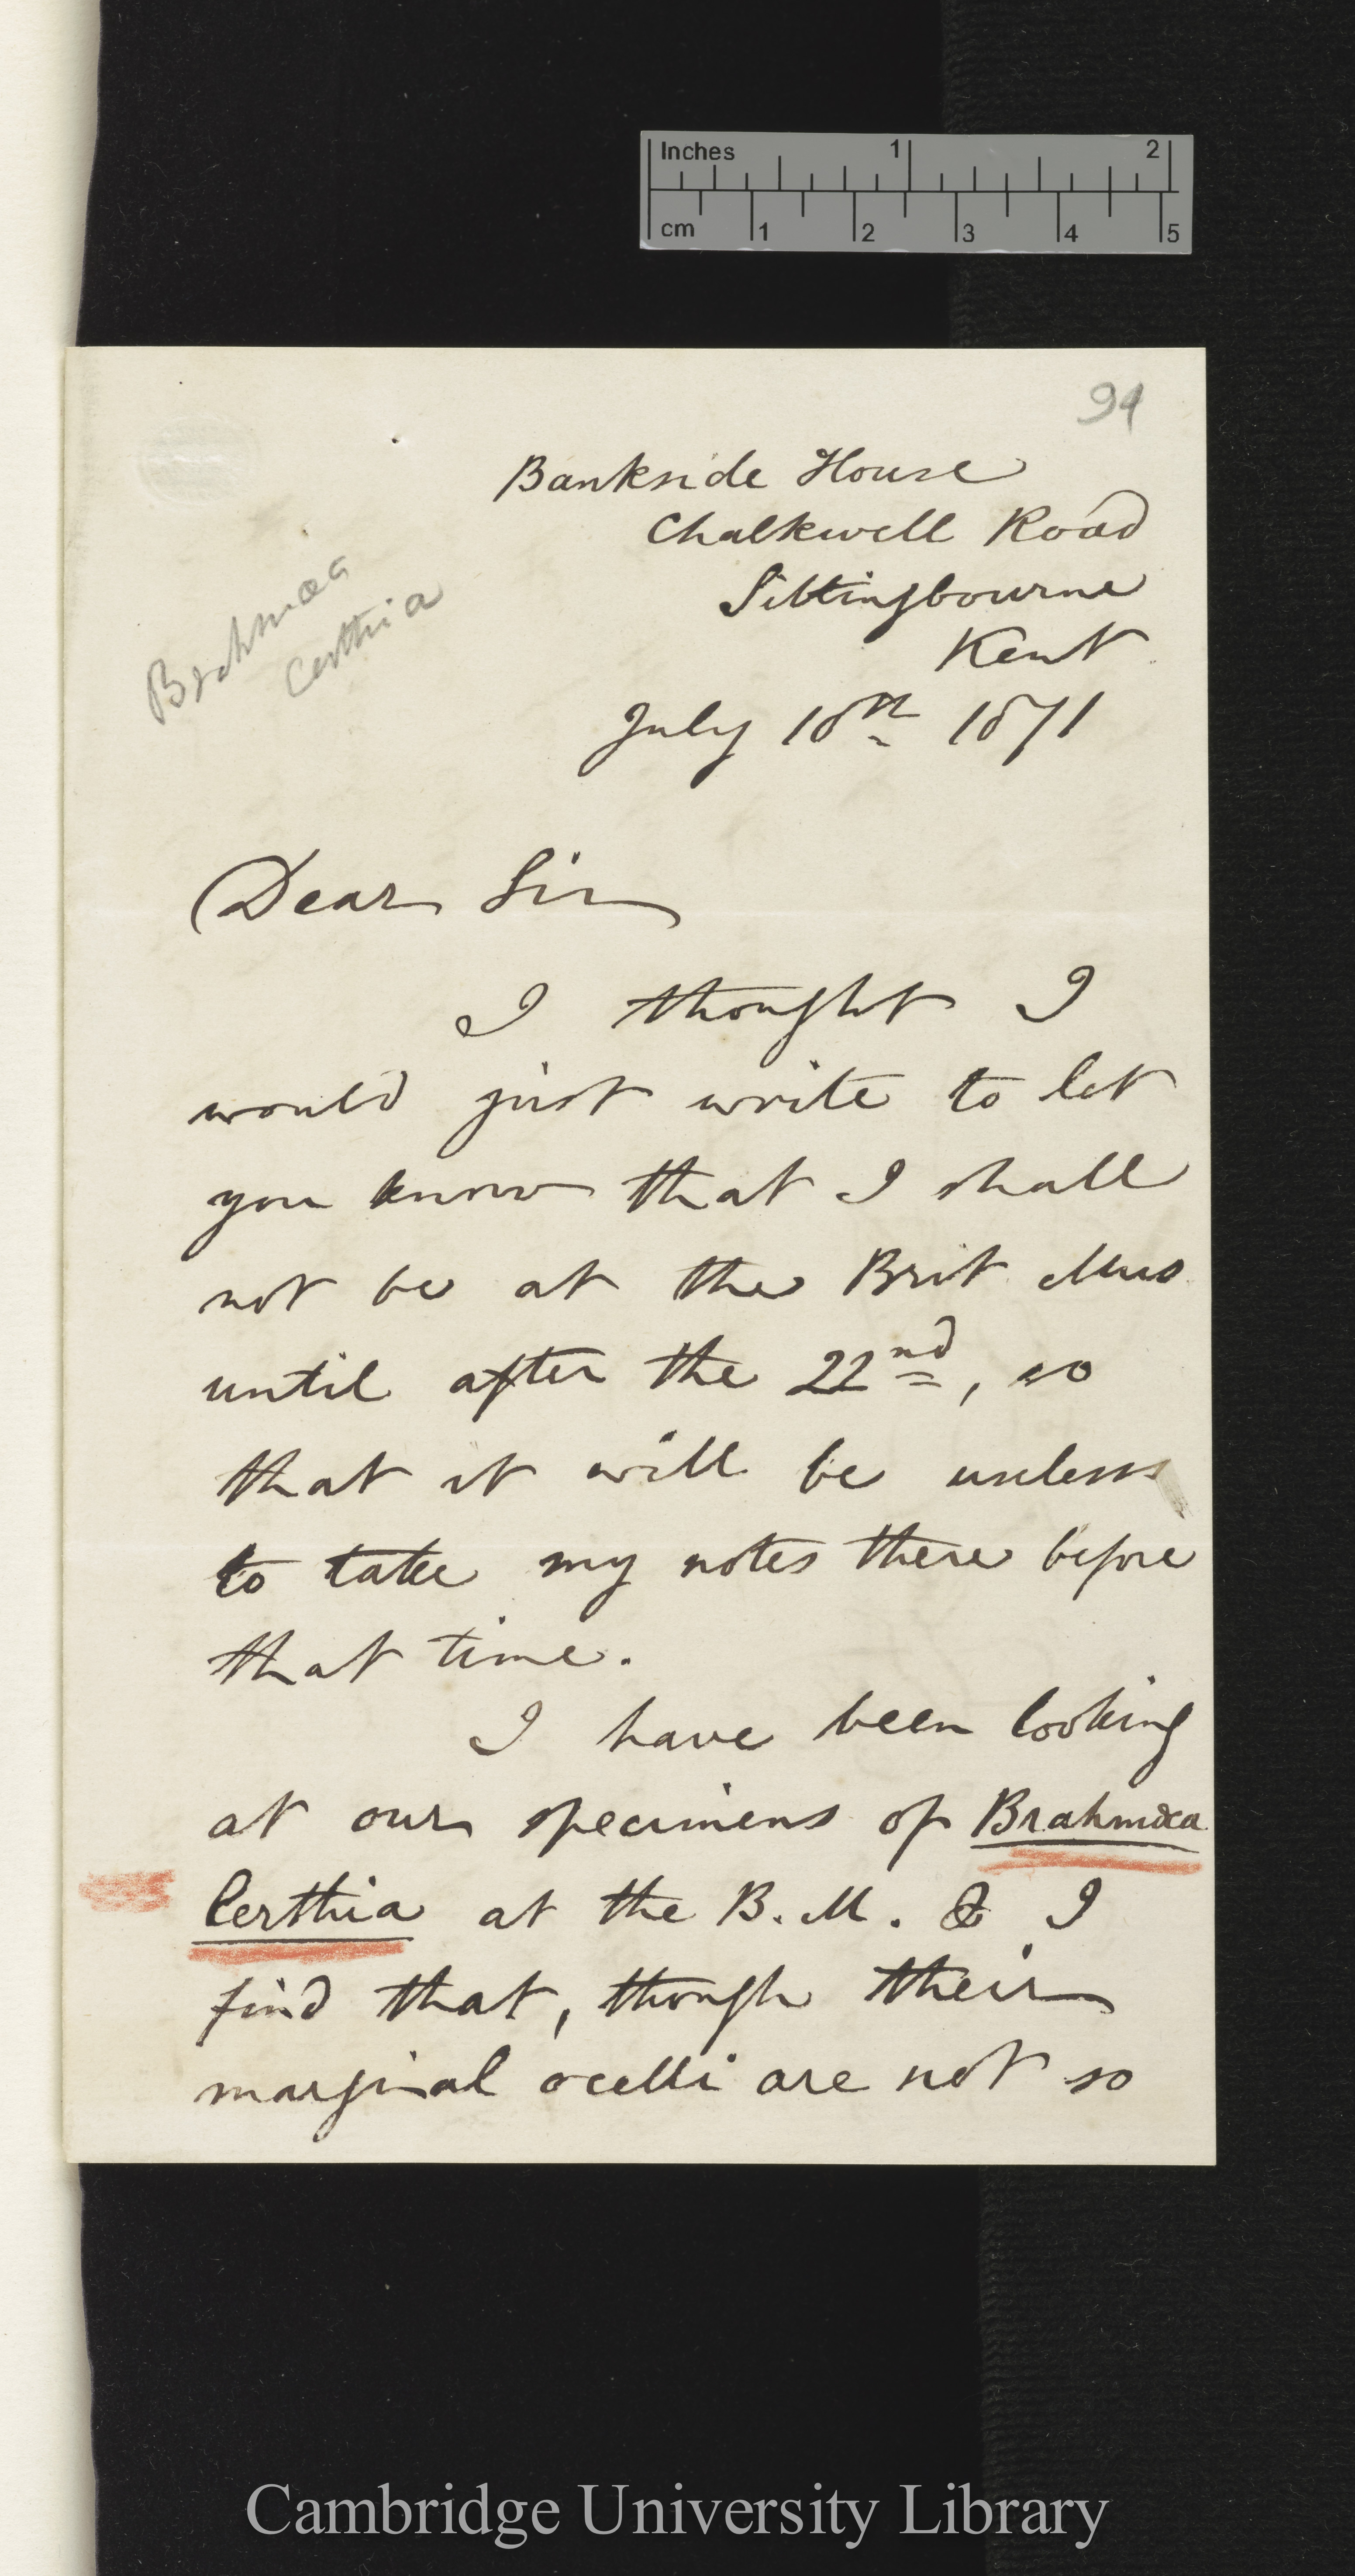 Inches 1 2
cm 1 2 3 4 5
Bankside House
Chalkwell Road
Sittingbourne
Kent
Brahmæa
Certhia
July 18th 1871
Dear Sir
I thought I
would just write to let
you know that I shall
not be at the Brit Mus
until after the 22nd, so
that it will be useless
to take my notes there before
that time.
I have been looking
at our specimens of Brahmæa
Certhia at the B. M. & I
find that, though their
marginal ocelli are not so
Cambridge University Library